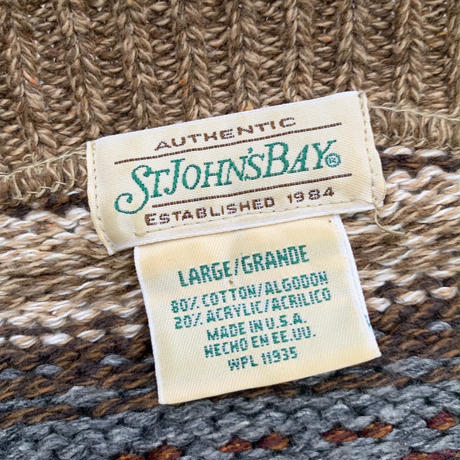 AUTHENTIC
ST JOHN'S BAY®
ESTABLISHED 1984
LARGE/GRANDE
80% COTTON/ALGODON
20% ACRYLIC/ACRILICO
MADE IN U.S.A.
HECHO EN EE.UU.
WPL 11935